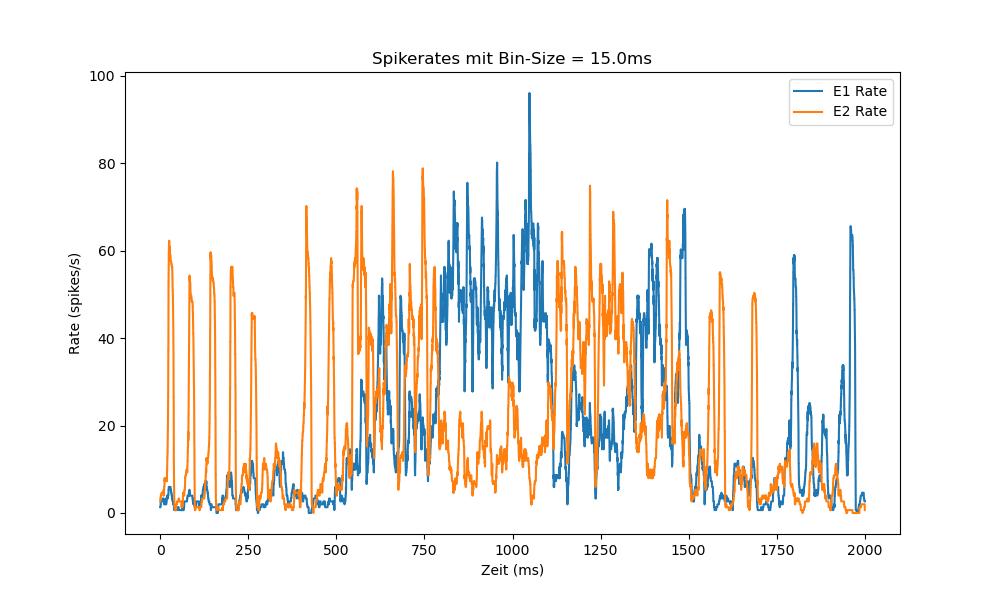 Spikerates mit Bin-Size = 15.0ms
E1 Rate
E2 Rate
100
80
60
40
20
0
Rate (spikes/s)
0 250 500 750 1000 1250 1500 1750 2000
Zeit (ms)